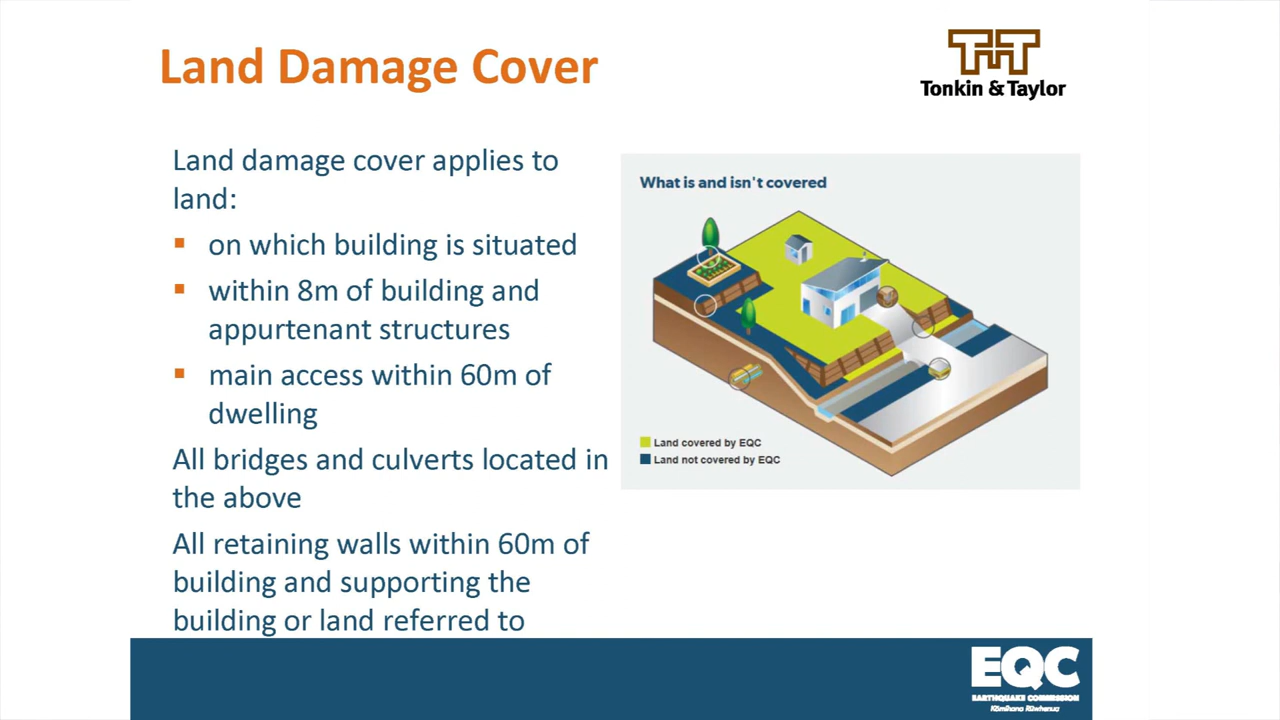 Land Damage Cover
Tonkin & Taylor
Land damage cover applies to
land:
on which building is situated
within 8m of building and
appurtenant structures
main access within 60m of
dwelling
All bridges and culverts located in
the above
All retaining walls within 60m of
building and supporting the
building or land referred to
What is and isn't covered
Land covered by EQC
Land not covered by EQC
EQC
EARTHQUAKE COMMISSION
Kōmihana Rūwhenua